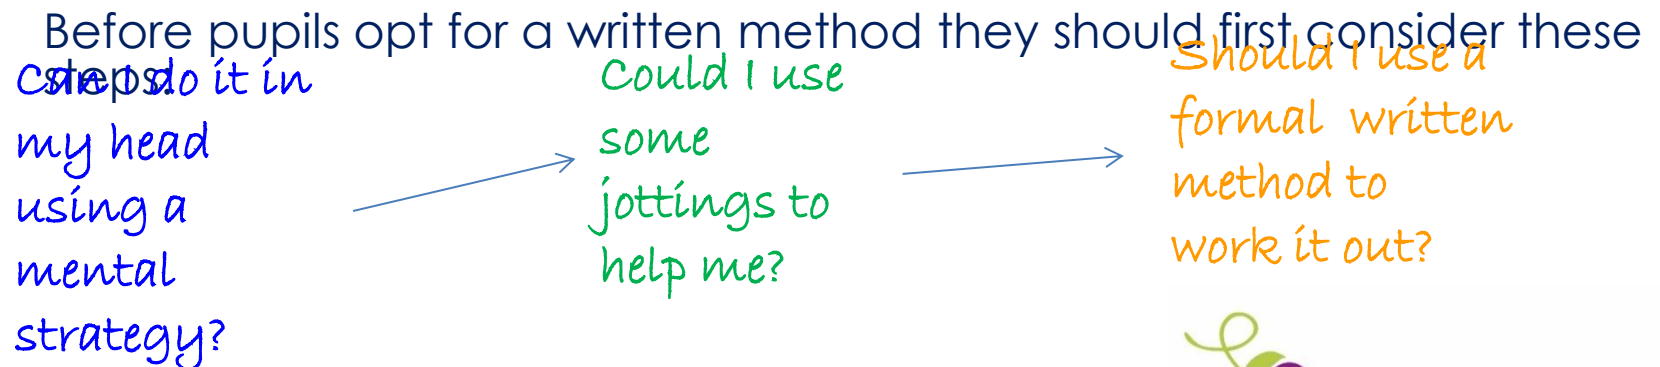 Before pupils opt for a written method they should first consider these
steps:
Can I do it in
my head
using a
mental
strategy?
Could I use
some
jottings to
help me?
Should I use a
formal written
method to
work it out?